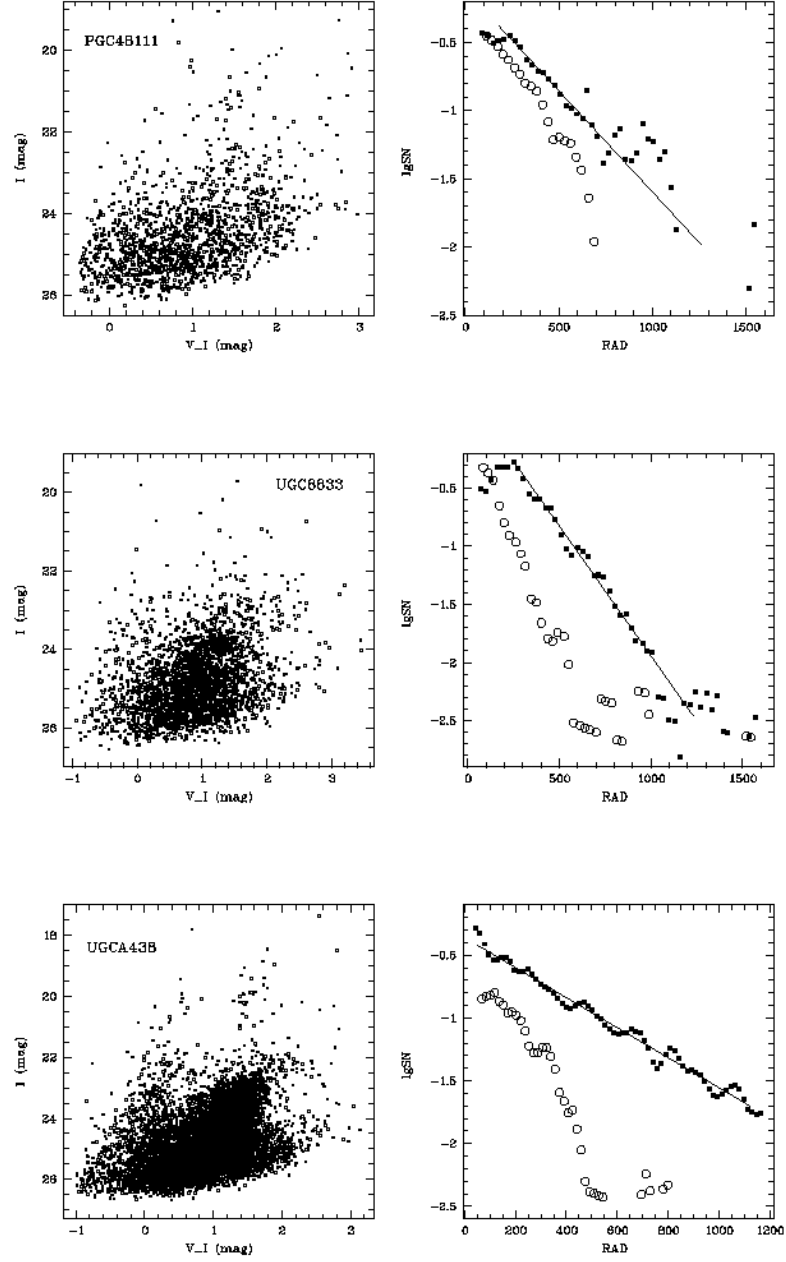 PGC48111
20
22
24
26
I (mag)
0 1 2 3
V_I (mag)
−0.5
−1
−1.5
−2
−2.5
lgSN
0 500 1000 1500
RAD
UGC8833
20
22
24
26
I (mag)
−1 0 1 2 3
V_I (mag)
−0.5
−1
−1.5
−2
−2.5
lgSN
0 500 1000 1500
RAD
UGCA438
18
20
22
24
26
I (mag)
−1 0 1 2 3
V_I (mag)
−0.5
−1
−1.5
−2
−2.5
lgSN
0 200 400 600 800 1000 1200
RAD